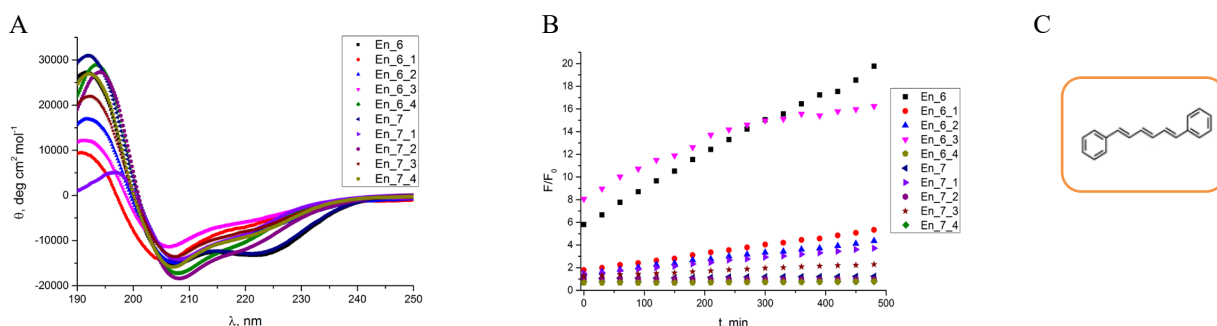 A
B
C
θ, deg cm² mol⁻¹
30000
20000
10000
0
-10000
-20000
190
200
210
220
230
240
250
λ, nm
En_6
En_6_1
En_6_2
En_6_3
En_6_4
En_7
En_7_1
En_7_2
En_7_3
En_7_4
F/F₀
20
18
16
14
12
10
8
6
4
2
0
0
100
200
300
400
500
t, min
En_6
En_6_1
En_6_2
En_6_3
En_6_4
En_7
En_7_1
En_7_2
En_7_3
En_7_4